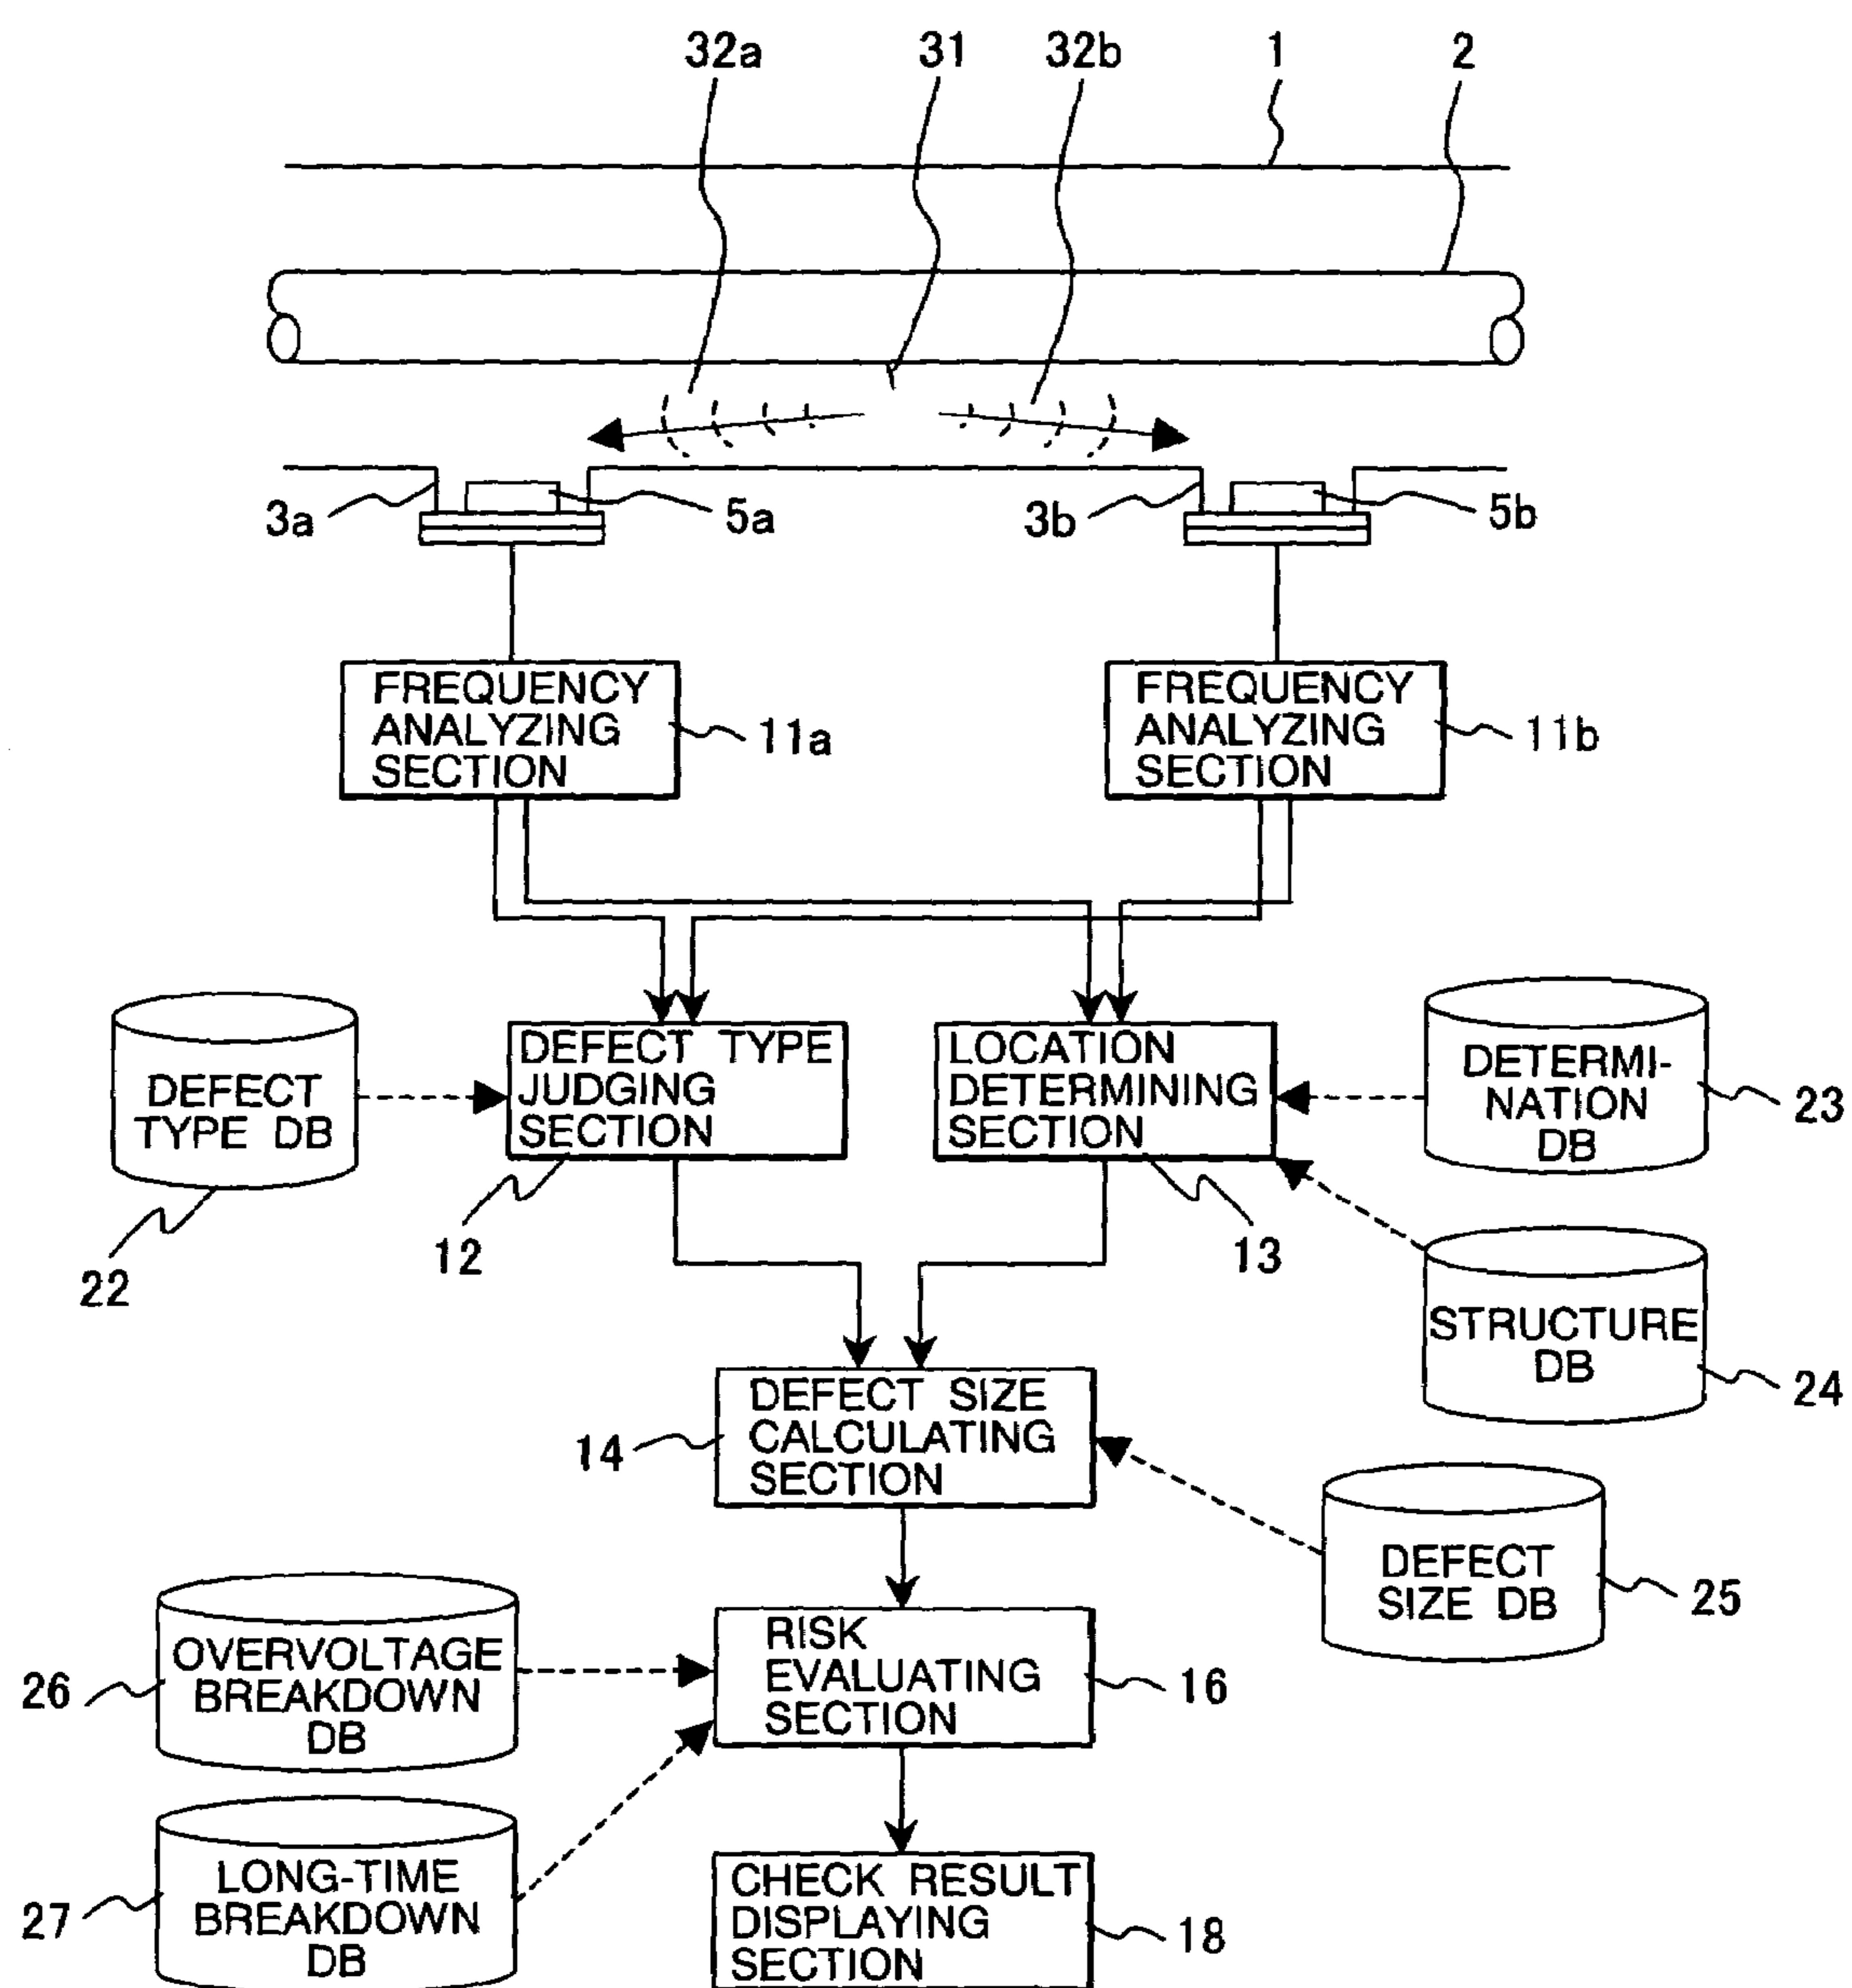 32a 31 32b 1 2
3a 5a 3b 5b
FREQUENCY
ANALYZING
SECTION
11a
FREQUENCY
ANALYZING
SECTION
11b
DEFECT
TYPE DB
22
DEFECT TYPE
JUDGING
SECTION
12
LOCATION
DETERMINING
SECTION
13
DETERMI-
NATION
DB
23
STRUCTURE
DB
24
DEFECT SIZE
CALCULATING
SECTION
14
DEFECT
SIZE DB
25
OVERVOLTAGE
BREAKDOWN
DB
26
RISK
EVALUATING
SECTION
16
LONG-TIME
BREAKDOWN
DB
27
CHECK RESULT
DISPLAYING
SECTION
18